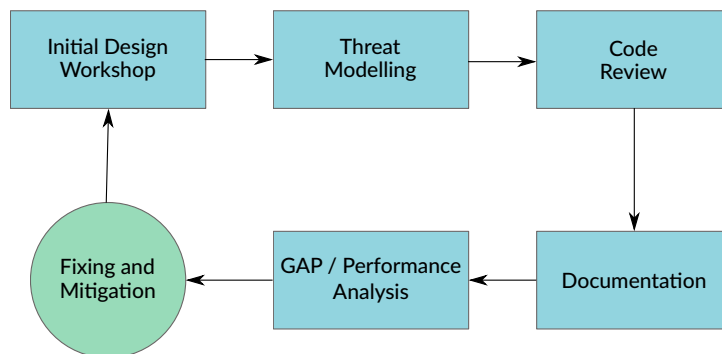 Initial Design
Workshop
Threat
Modelling
Code
Review
Fixing and
Mitigation
GAP / Performance
Analysis
Documentation